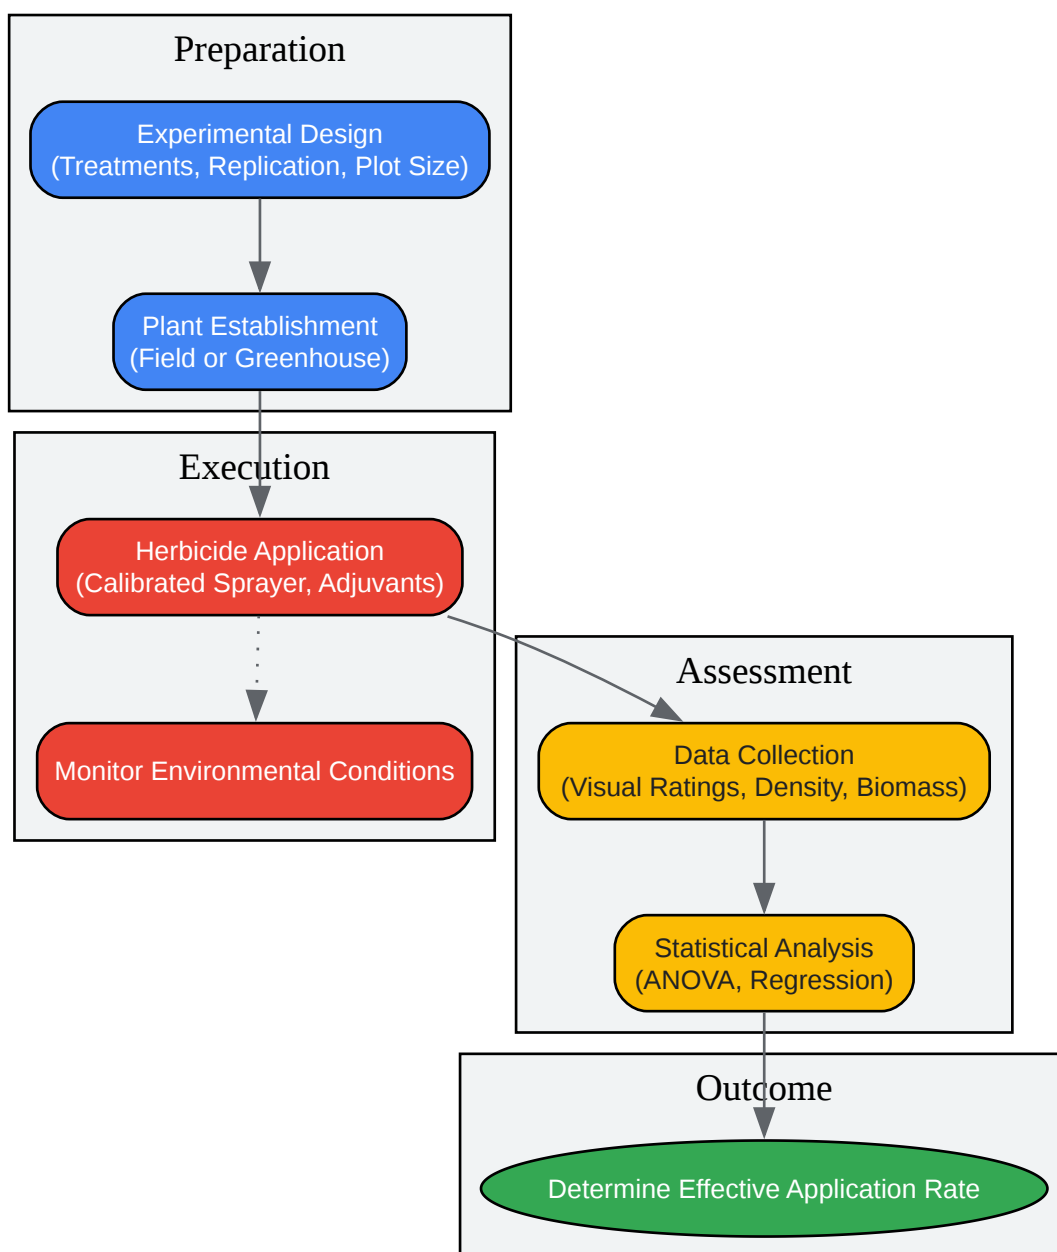 Preparation
Experimental Design
(Treatments, Replication, Plot Size)
Plant Establishment
(Field or Greenhouse)
Execution
Herbicide Application
(Calibrated Sprayer, Adjuvants)
Monitor Environmental Conditions
Assessment
Data Collection
(Visual Ratings, Density, Biomass)
Statistical Analysis
(ANOVA, Regression)
Outcome
Determine Effective Application Rate